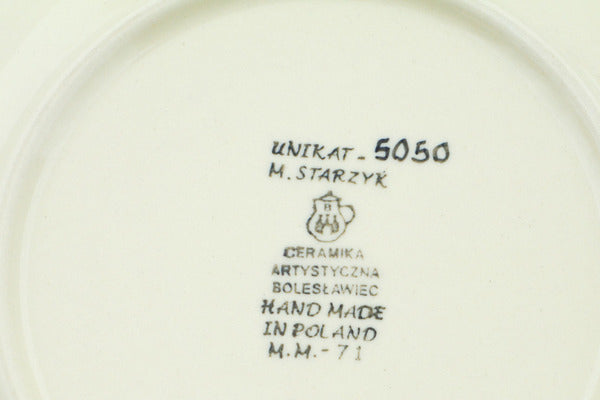 UNIKAT - 5050
M. STARZYK
B
CERAMIKA
ARTYSTYCZNA
BOLESŁAWIEC
HAND MADE
IN POLAND
M.M. - 71